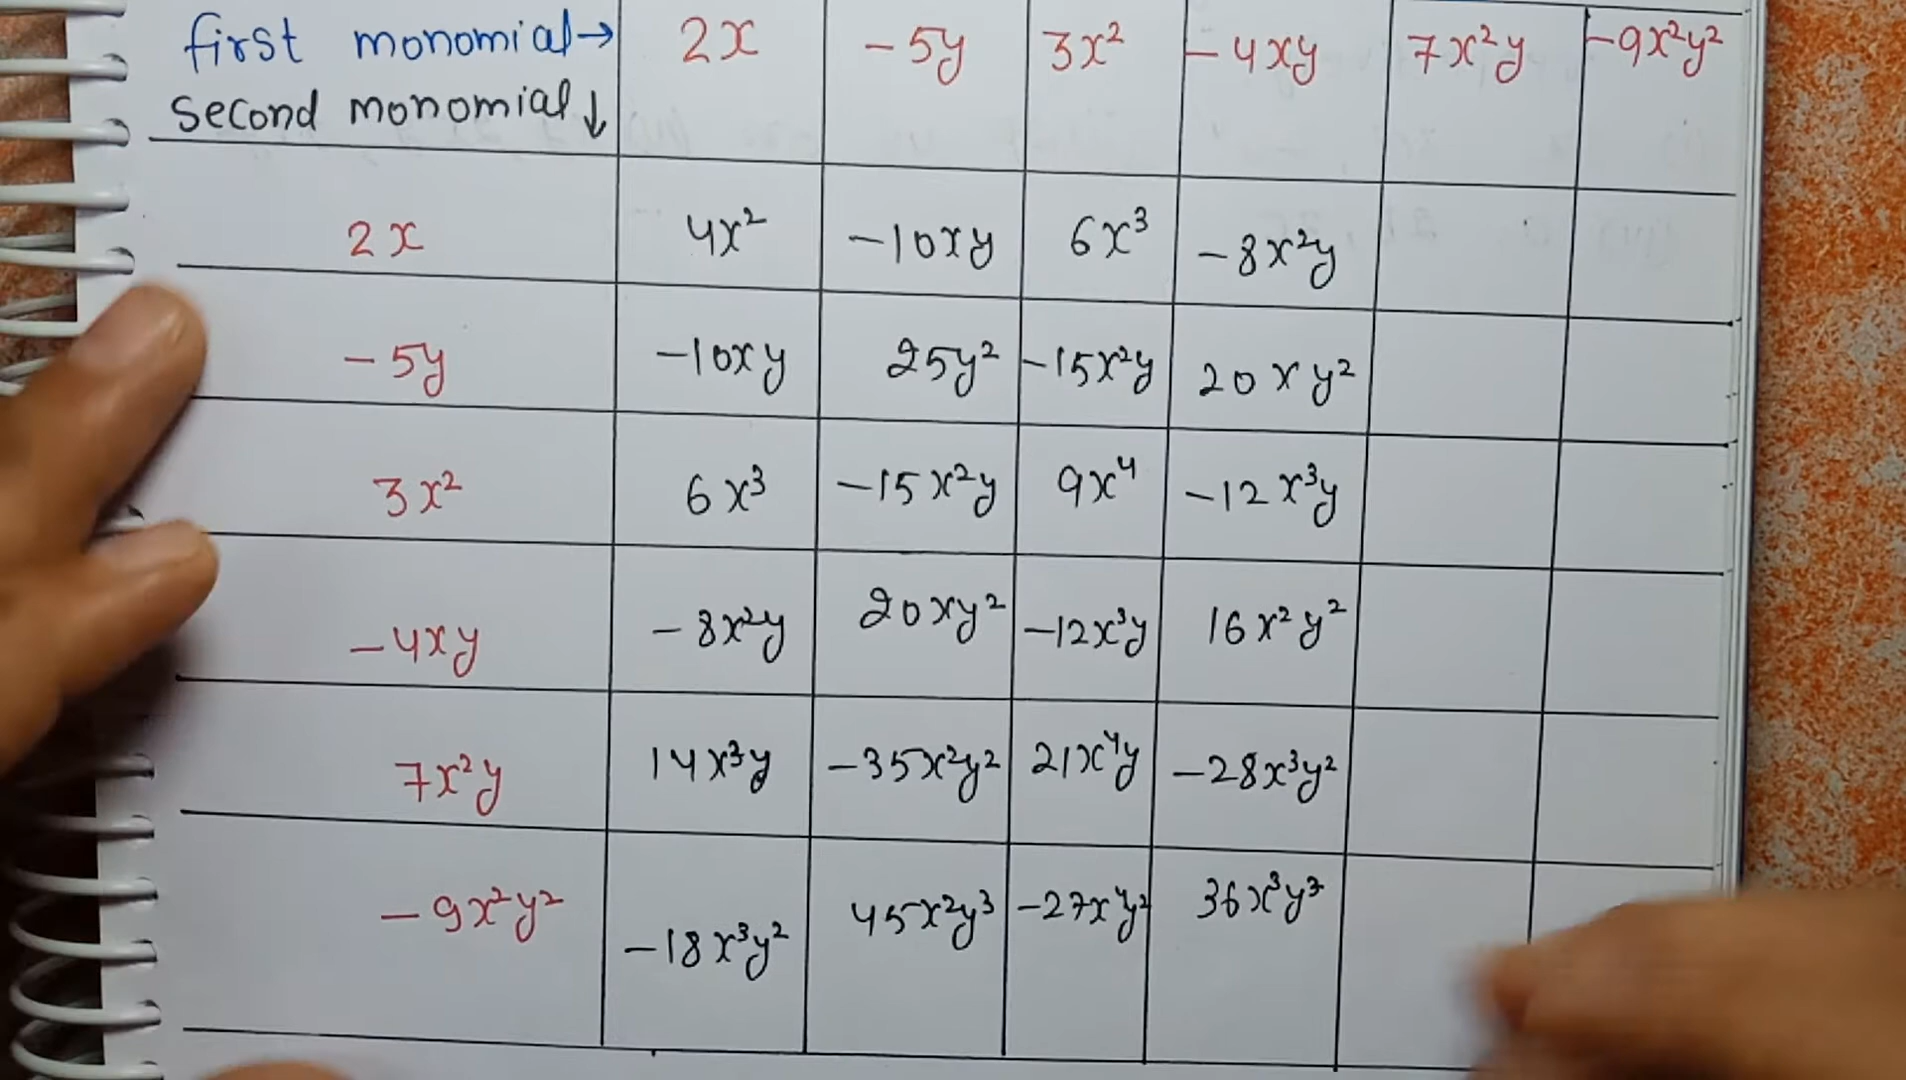 first monomial→ 2x -5y 3x² -4xy 7x²y -9x²y²
second monomial↓
2x 4x² -10xy 6x³ -8x²y
-5y -10xy 25y² -15x²y 20xy²
3x² 6x³ -15x²y 9x⁴ -12x³y
-4xy -8x²y 20xy² -12x³y 16x²y²
7x²y 14x³y -35x²y² 21x⁴y -28x³y²
-9x²y² -18x³y² 45x²y³ -27x⁴y² 36x³y³